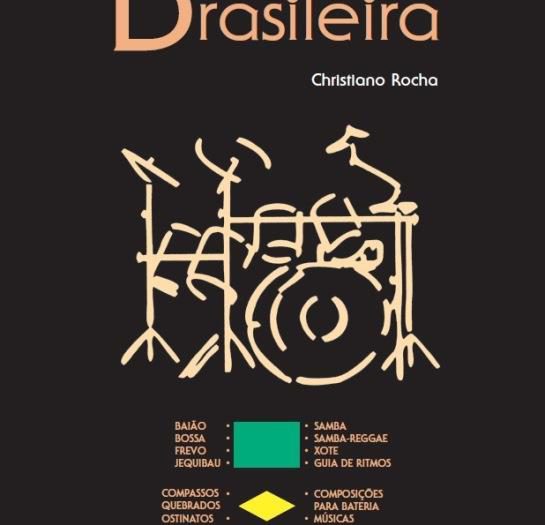 Brasileira
Christiano Rocha
BAIÃO • • SAMBA
BOSSA • • SAMBA-REGGAE
FREVO • • XOTE
JEQUIBAU • • GUIA DE RITMOS
COMPASSOS • • COMPOSIÇÕES
QUEBRADOS PARA BATERIA
OSTINATOS • • MÚSICAS